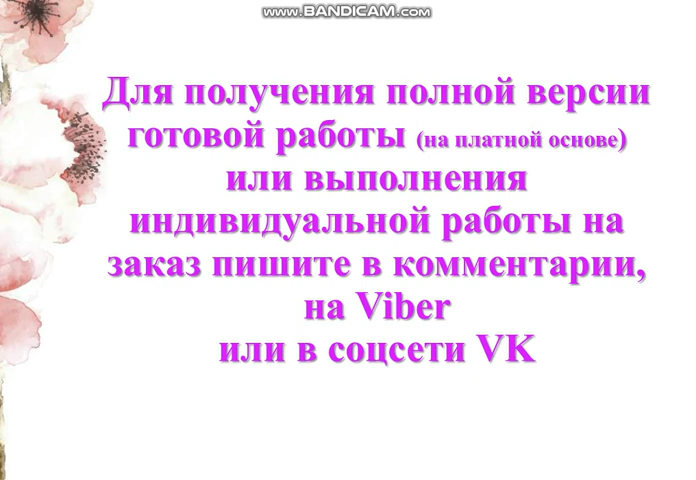 www.BANDICAM.com
Для получения полной версии
готовой работы (на платной основе)
или выполнения
индивидуальной работы на
заказ пишите в комментарии,
на Viber
или в соцсети VK